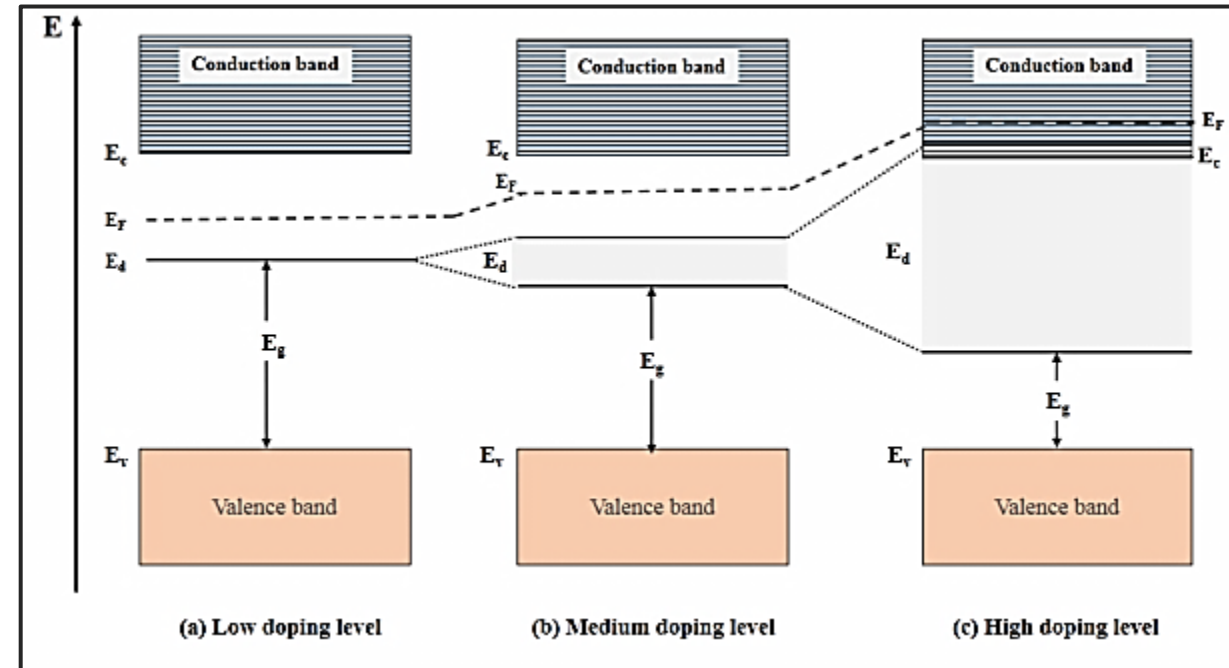 E
Conduction band
Conduction band
Conduction band
E_F
E_c
E_c
E_c
E_F
E_F
E_d
E_d
E_d
E_g
E_g
E_g
E_v
E_v
E_v
Valence band
Valence band
Valence band
(a) Low doping level
(b) Medium doping level
(c) High doping level